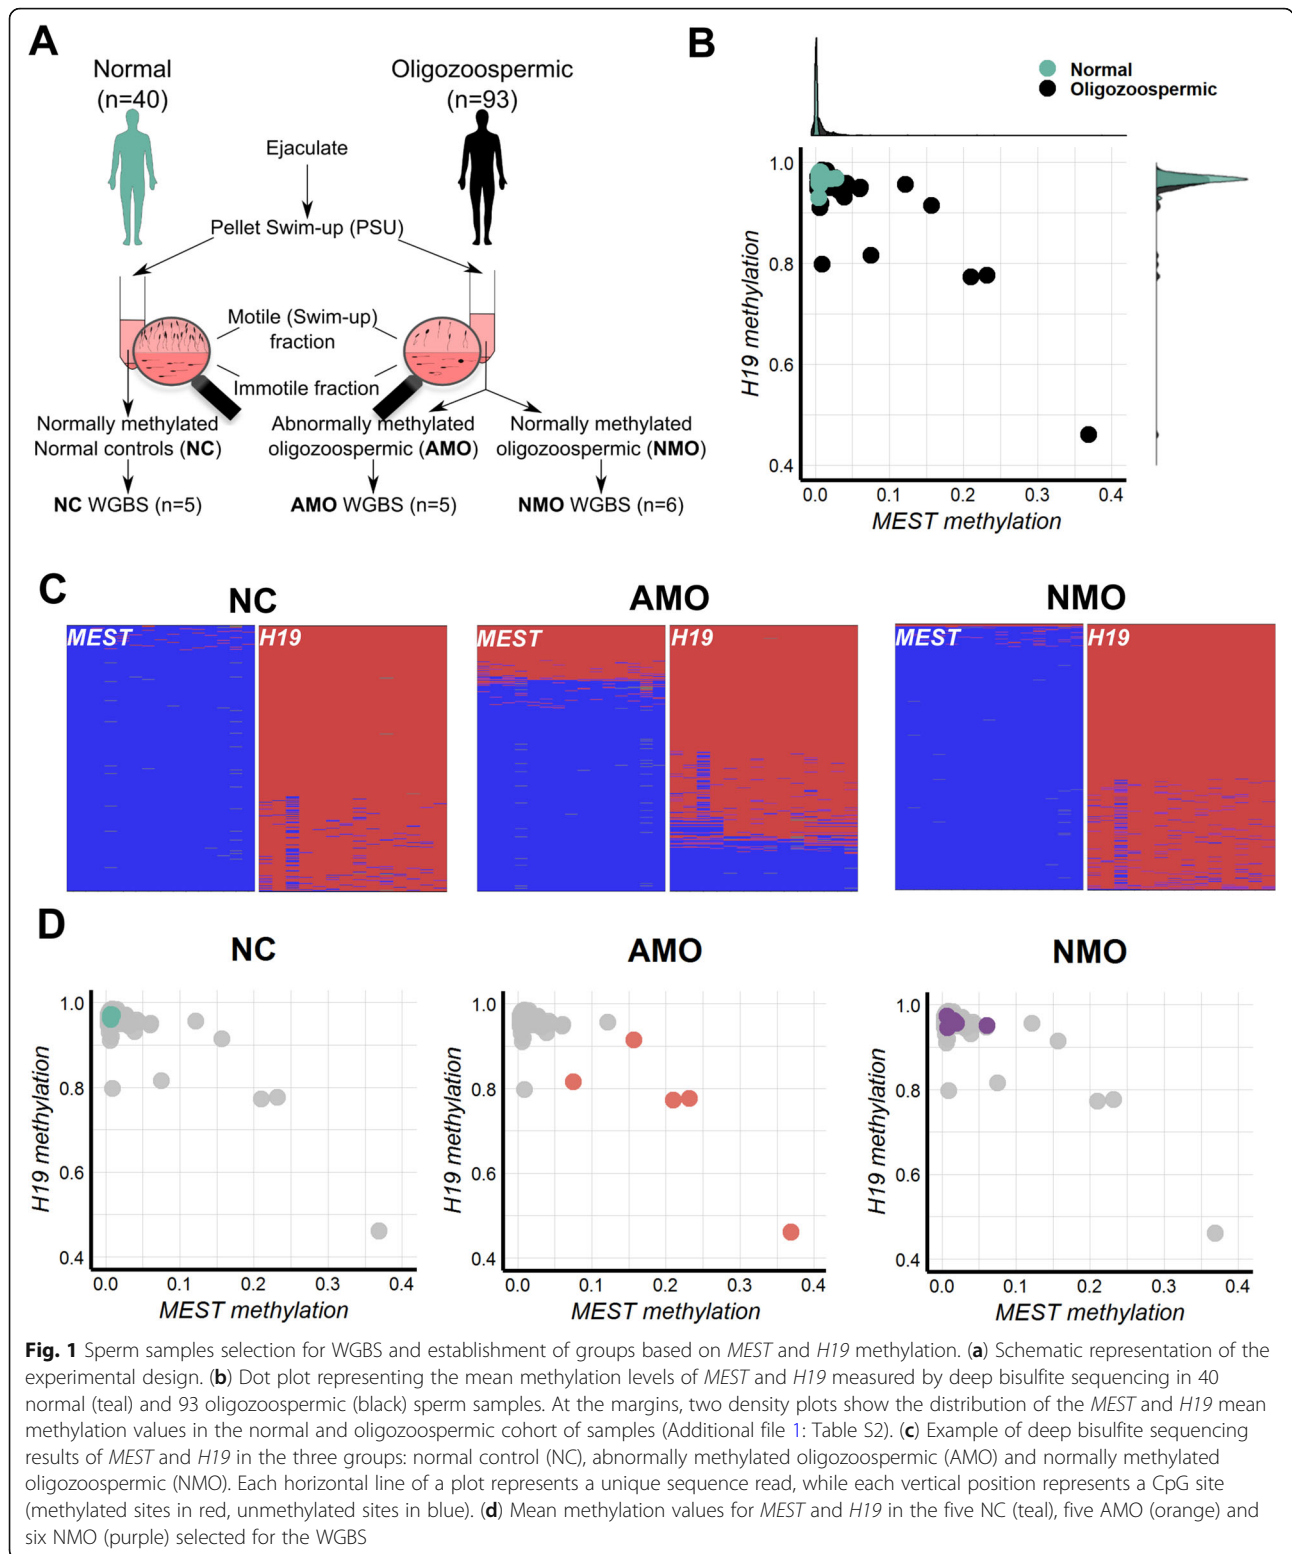 A
Normal
(n=40)
Oligozoospermic
(n=93)
Ejaculate
Pellet Swim-up (PSU)
Motile (Swim-up)
fraction
Immotile fraction
Normally methylated
Normal controls (NC)
Abnormally methylated
oligozoospermic (AMO)
Normally methylated
oligozoospermic (NMO)
NC WGBS (n=5)
AMO WGBS (n=5)
NMO WGBS (n=6)
B
Normal
Oligozoospermic
H19 methylation
1.0
0.8
0.6
0.4
0.0 0.1 0.2 0.3 0.4
MEST methylation
C
NC
MEST H19
AMO
MEST H19
NMO
MEST H19
D
NC
H19 methylation
1.0
0.8
0.6
0.4
0.0 0.1 0.2 0.3 0.4
MEST methylation
AMO
H19 methylation
1.0
0.8
0.6
0.4
0.0 0.1 0.2 0.3 0.4
MEST methylation
NMO
H19 methylation
1.0
0.8
0.6
0.4
0.0 0.1 0.2 0.3 0.4
MEST methylation
Fig. 1 Sperm samples selection for WGBS and establishment of groups based on MEST and H19 methylation. (a) Schematic representation of the
experimental design. (b) Dot plot representing the mean methylation levels of MEST and H19 measured by deep bisulfite sequencing in 40
normal (teal) and 93 oligozoospermic (black) sperm samples. At the margins, two density plots show the distribution of the MEST and H19 mean
methylation values in the normal and oligozoospermic cohort of samples (Additional file 1: Table S2). (c) Example of deep bisulfite sequencing
results of MEST and H19 in the three groups: normal control (NC), abnormally methylated oligozoospermic (AMO) and normally methylated
oligozoospermic (NMO). Each horizontal line of a plot represents a unique sequence read, while each vertical position represents a CpG site
(methylated sites in red, unmethylated sites in blue). (d) Mean methylation values for MEST and H19 in the five NC (teal), five AMO (orange) and
six NMO (purple) selected for the WGBS